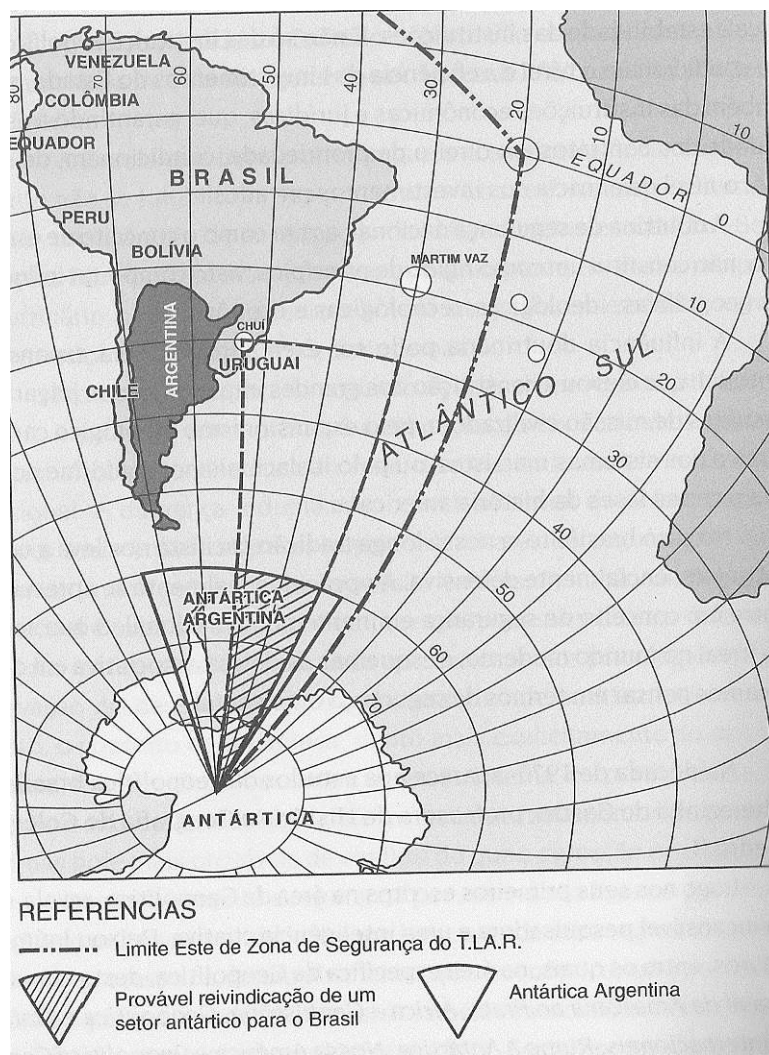 80
70
60
50
40
30
20
10
10
VENEZUELA
COLÔMBIA
EQUADOR
EQUADOR
BRASIL
0
PERU
BOLÍVIA
MARTIM VAZ
10
ARGENTINA
CHUÍ
URUGUAI
CHILE
ATLÂNTICO SUL
20
30
40
50
ANTÁRTICA
ARGENTINA
60
70
ANTÁRTICA
REFERÊNCIAS
Limite Este de Zona de Segurança do T.I.A.R.
Provável reivindicação de um
setor antártico para o Brasil
Antártica Argentina